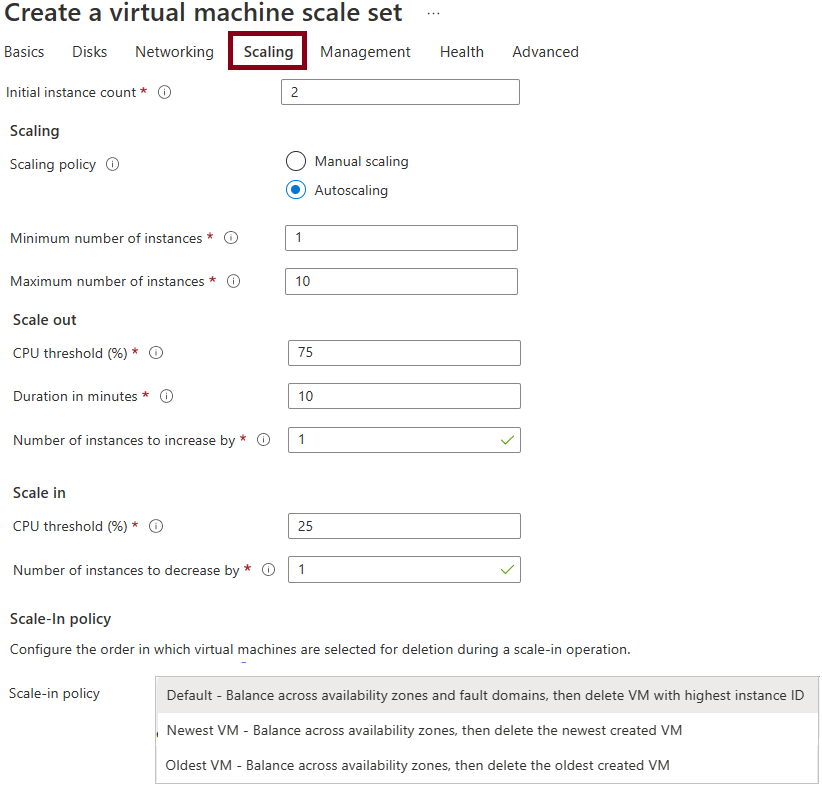 Create a virtual machine scale set ...
Basics Disks Networking Scaling Management Health Advanced
Initial instance count * 2
Scaling
Scaling policy Manual scaling
Autoscaling
Minimum number of instances * 1
Maximum number of instances * 10
Scale out
CPU threshold (%) * 75
Duration in minutes * 10
Number of instances to increase by * 1
Scale in
CPU threshold (%) * 25
Number of instances to decrease by * 1
Scale-In policy
Configure the order in which virtual machines are selected for deletion during a scale-in operation.
Scale-in policy Default - Balance across availability zones and fault domains, then delete VM with highest instance ID
Newest VM - Balance across availability zones, then delete the newest created VM
Oldest VM - Balance across availability zones, then delete the oldest created VM